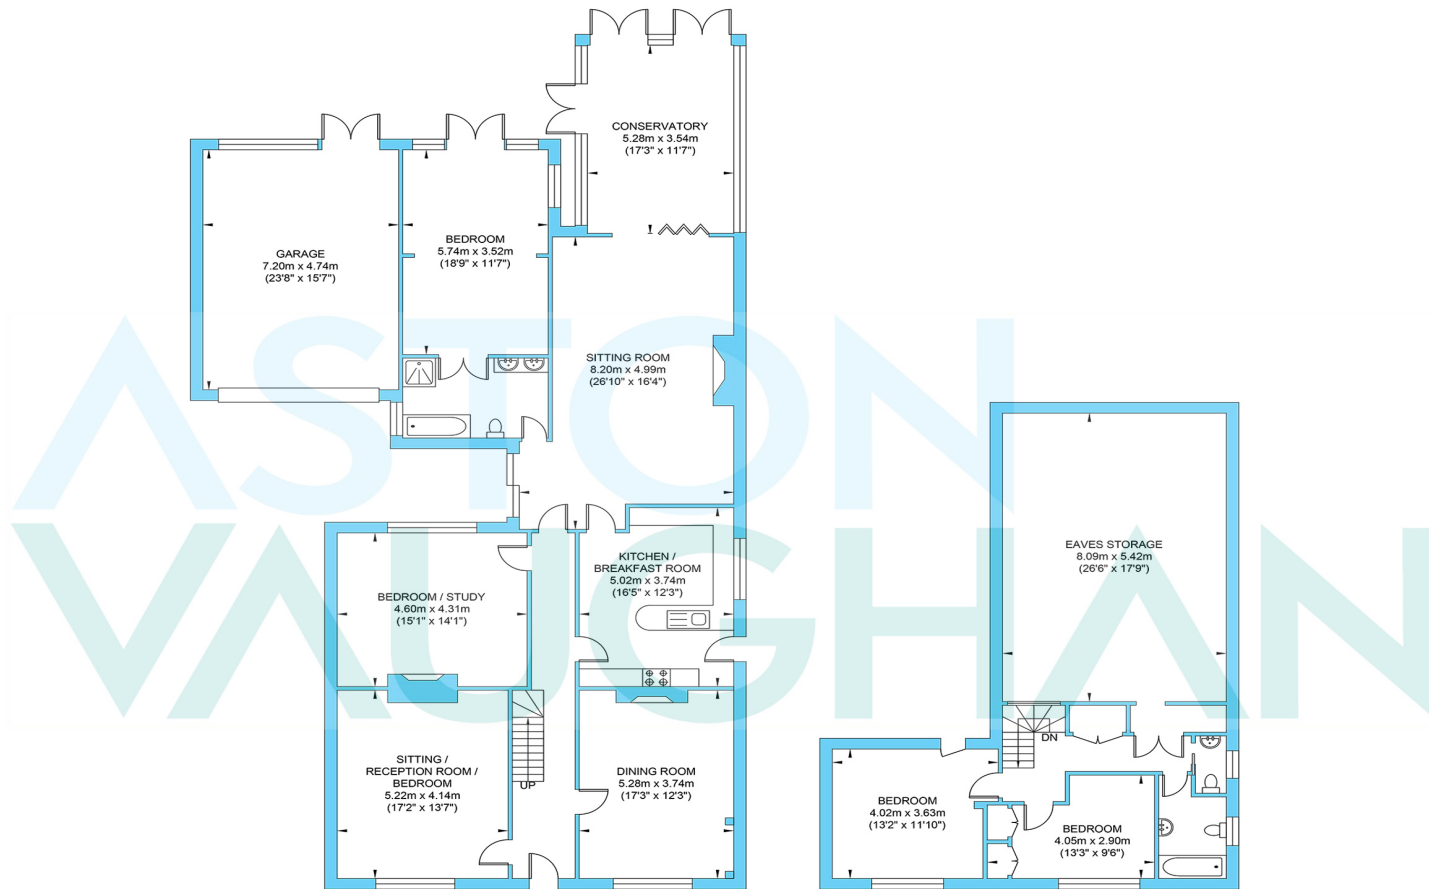 CONSERVATORY
5.28m x 3.54m
(17'3" x 11'7")
GARAGE
7.20m x 4.74m
(23'8" x 15'7")
BEDROOM
5.74m x 3.52m
(18'9" x 11'7")
SITTING ROOM
8.20m x 4.99m
(26'10" x 16'4")
ASTON
VAUGHAN
KITCHEN /
BREAKFAST ROOM
5.02m x 3.74m
(16'5" x 12'3")
BEDROOM / STUDY
4.60m x 4.31m
(15'1" x 14'1")
SITTING /
RECEPTION ROOM /
BEDROOM
5.22m x 4.14m
(17'2" x 13'7")
UP
DINING ROOM
5.28m x 3.74m
(17'3" x 12'3")
EAVES STORAGE
8.09m x 5.42m
(26'6" x 17'9")
DN
BEDROOM
4.02m x 3.63m
(13'2" x 11'10")
BEDROOM
4.05m x 2.90m
(13'3" x 9'6")